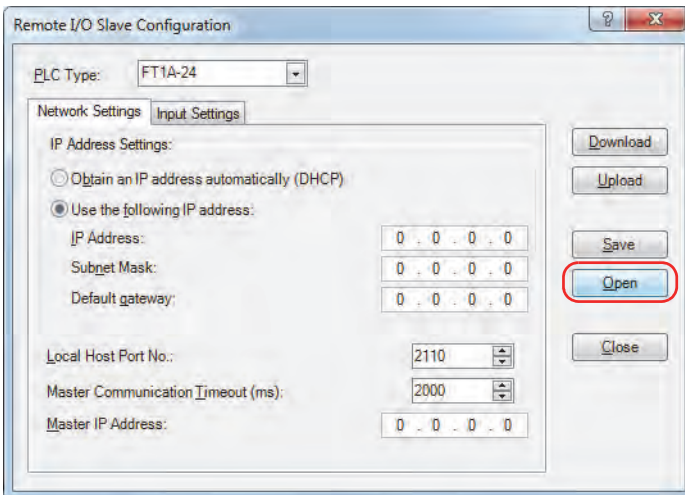 Remote I/O Slave Configuration
PLC Type: FT1A-24
Network Settings Input Settings
IP Address Settings:
Obtain an IP address automatically (DHCP)
Use the following IP address:
IP Address: 0 . 0 . 0 . 0
Subnet Mask: 0 . 0 . 0 . 0
Default gateway: 0 . 0 . 0 . 0
Local Host Port No.: 2110
Master Communication Timeout (ms): 2000
Master IP Address: 0 . 0 . 0 . 0
Download
Upload
Save
Open
Close